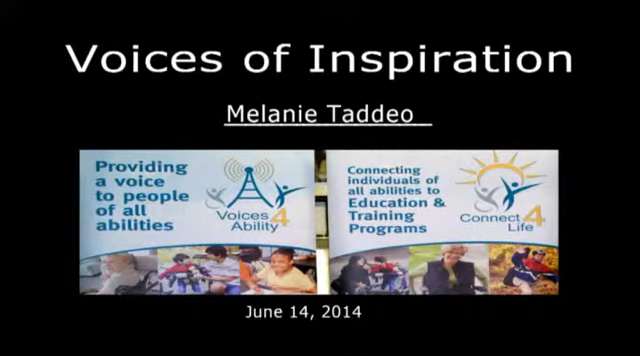 Voices of Inspiration
Melanie Taddeo
Providing
a voice
to people
of all
abilities
Voices 4
Ability
Connecting
individuals of
all abilities to
Education &
Training
Programs
Connect 4
Life
June 14, 2014